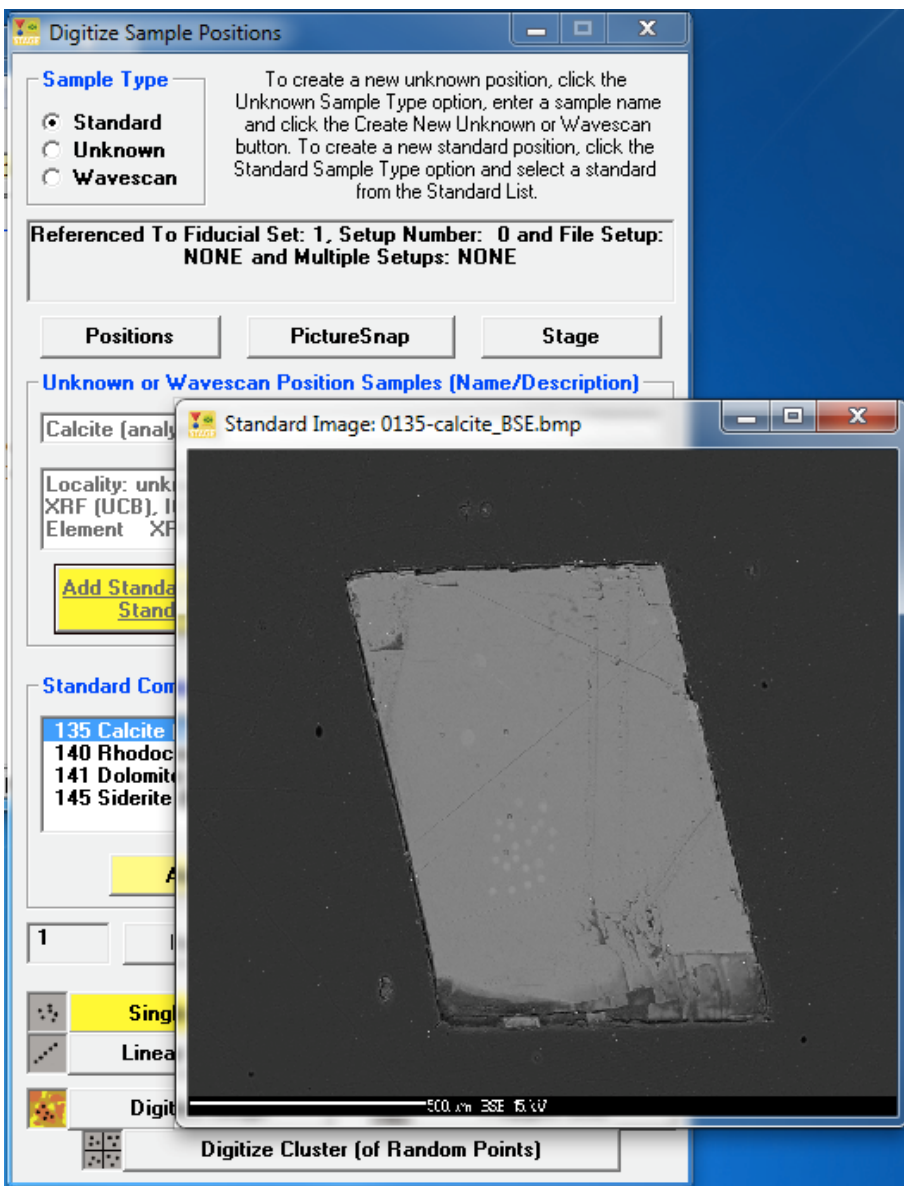 Digitize Sample Positions
Sample Type
Standard
Unknown
Wavescan
To create a new unknown position, click the
Unknown Sample Type option, enter a sample name
and click the Create New Unknown or Wavescan
button. To create a new standard position, click the
Standard Sample Type option and select a standard
from the Standard List.
Referenced To Fiducial Set: 1, Setup Number: 0 and File Setup:
NONE and Multiple Setups: NONE
Positions
PictureSnap
Stage
Unknown or Wavescan Position Samples (Name/Description)
Calcite (analy
Standard Image: 0135-calcite_BSE.bmp
Locality: unk
XRF (UCB),
Element XR
Add Standa
Stand
Standard Com
135 Calcite
140 Rhodoc
141 Dolomite
145 Siderite
1
Singl
Linea
Digit
500 BSE 15 kV
Digitize Cluster (of Random Points)